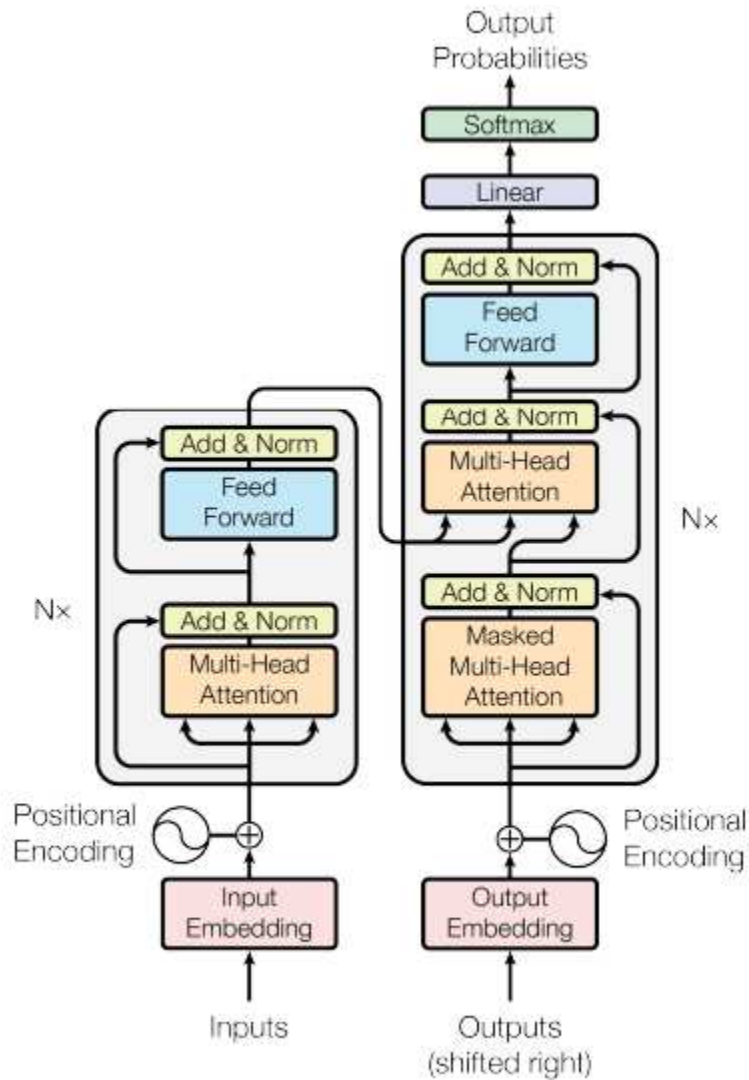 Output
Probabilities
Softmax
Linear
Add & Norm
Feed
Forward
Add & Norm
Multi-Head
Attention
Add & Norm
Masked
Multi-Head
Attention
Nx
Add & Norm
Feed
Forward
Add & Norm
Multi-Head
Attention
Nx
Positional
Encoding
Positional
Encoding
Input
Embedding
Output
Embedding
Inputs
Outputs
(shifted right)